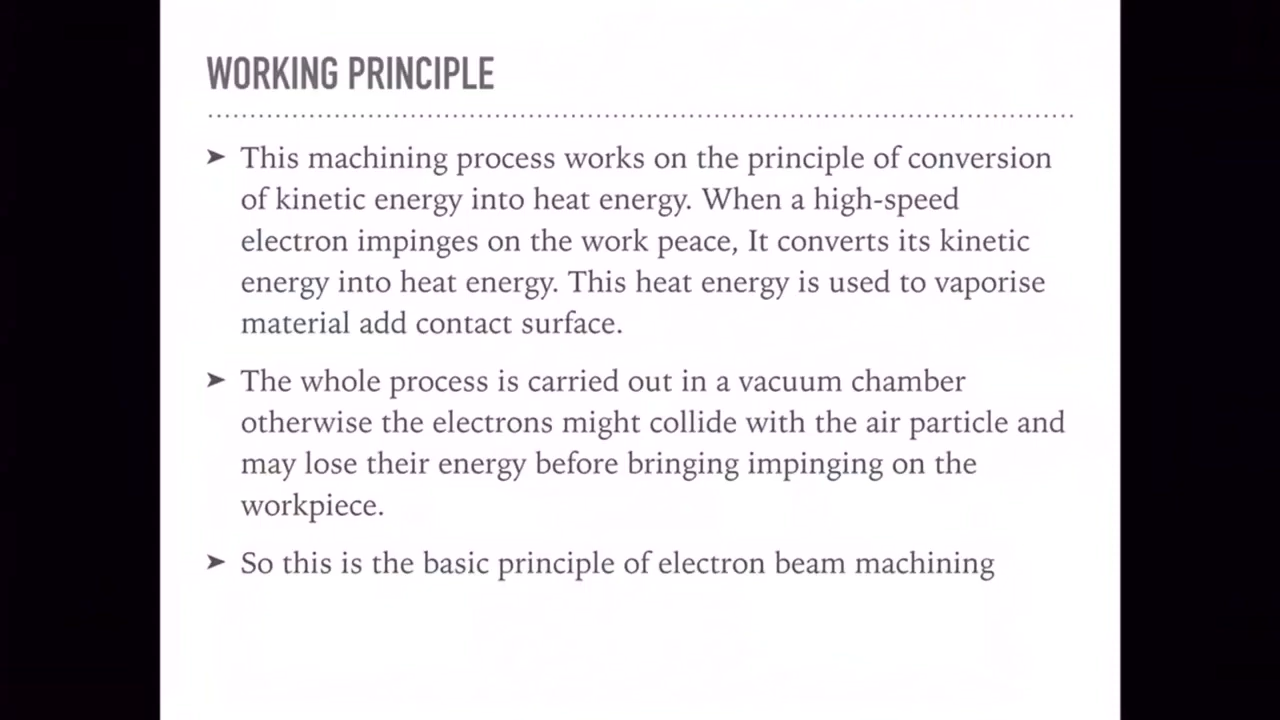 WORKING PRINCIPLE
➤ This machining process works on the principle of conversion
of kinetic energy into heat energy. When a high-speed
electron impinges on the work peace, It converts its kinetic
energy into heat energy. This heat energy is used to vaporise
material add contact surface.
➤ The whole process is carried out in a vacuum chamber
otherwise the electrons might collide with the air particle and
may lose their energy before bringing impinging on the
workpiece.
➤ So this is the basic principle of electron beam machining